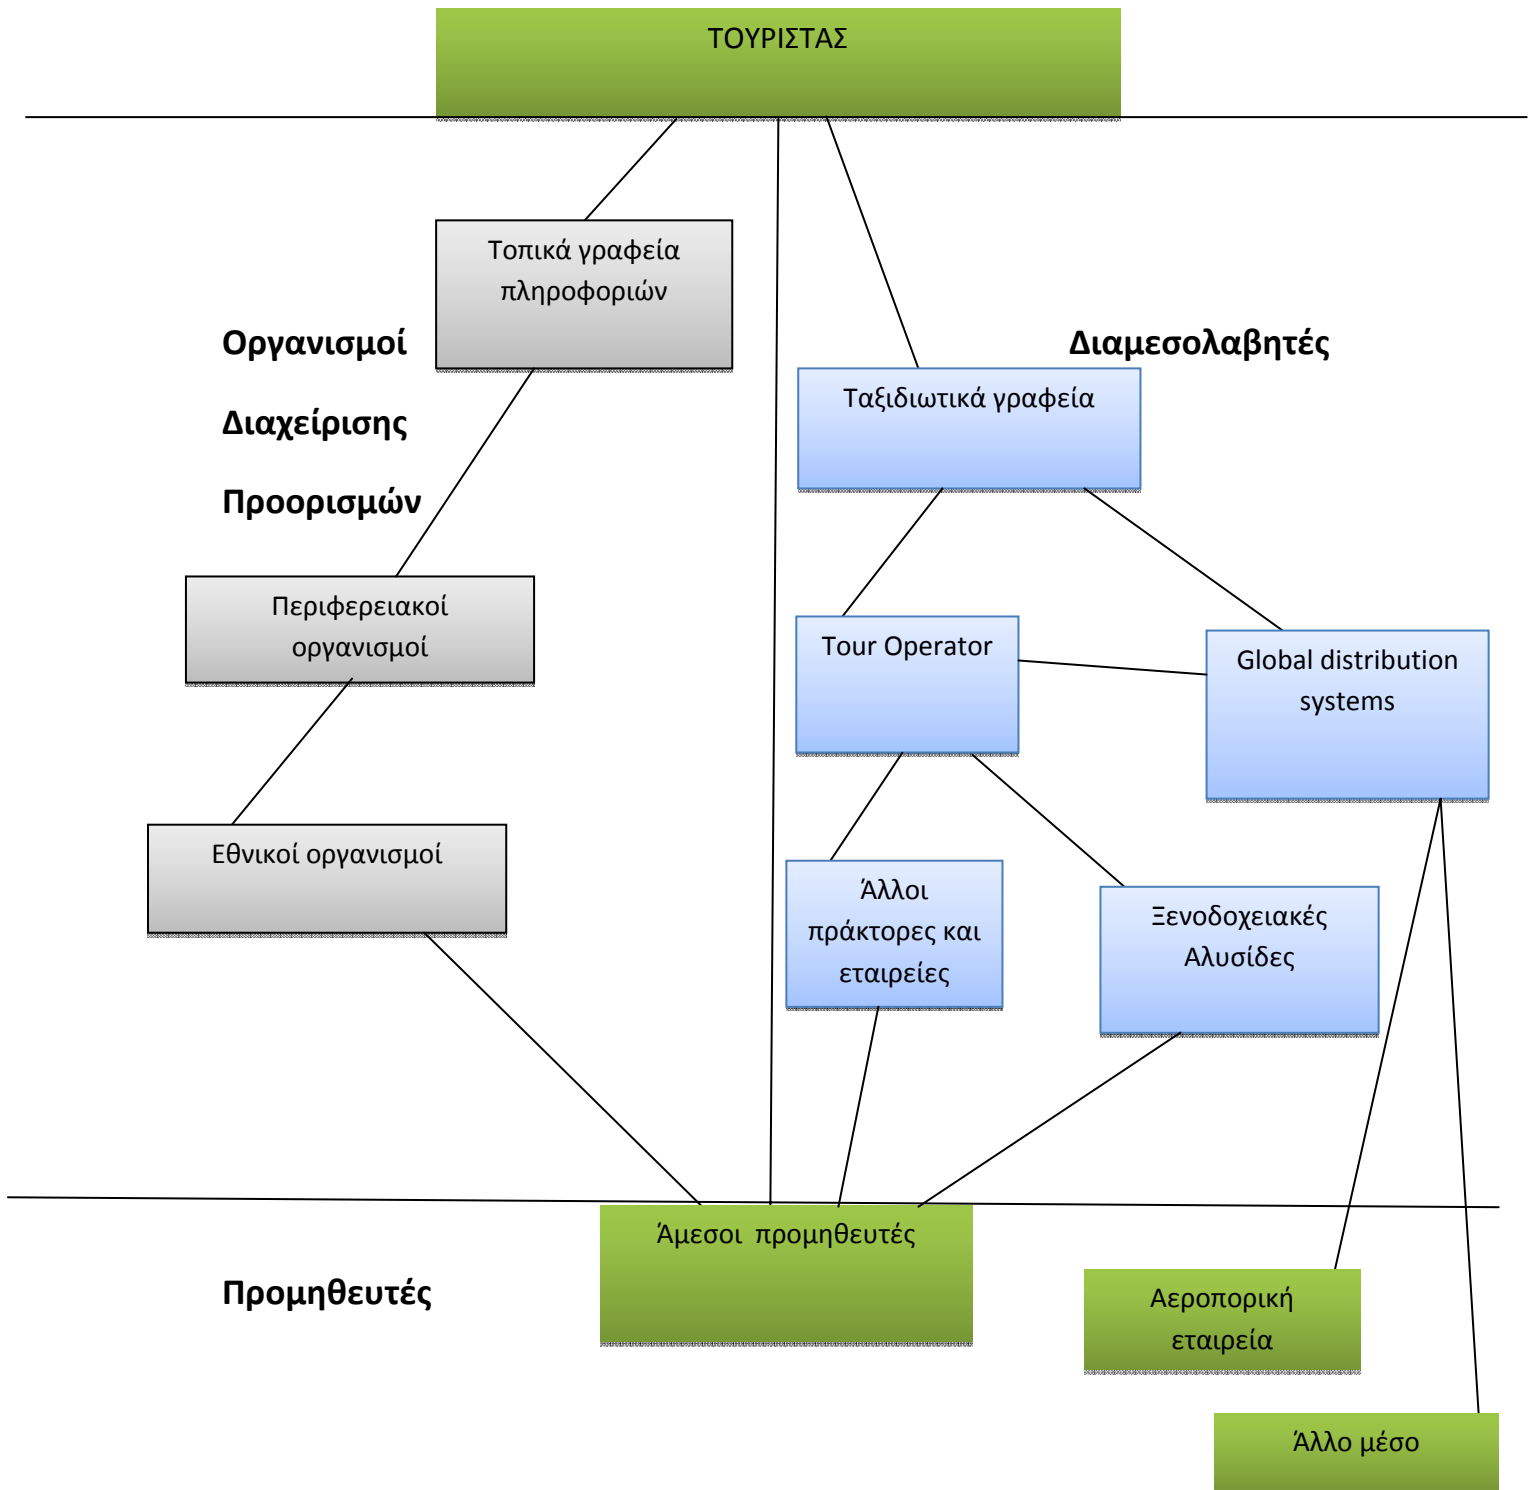 ΤΟΥΡΙΣΤΑΣ
Τοπικά γραφεία
πληροφοριών
Οργανισμοί
Διαχείρισης
Προορισμών
Διαμεσολαβητές
Ταξιδιωτικά γραφεία
Περιφερειακοί
οργανισμοί
Tour Operator
Global distribution
systems
Εθνικοί οργανισμοί
Άλλοι
πράκτορες και
εταιρείες
Ξενοδοχειακές
Αλυσίδες
Άμεσοι προμηθευτές
Προμηθευτές
Αεροπορική
εταιρεία
Άλλο μέσο